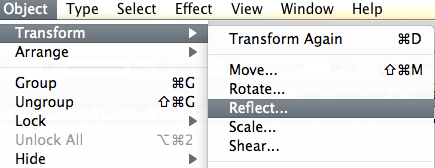 Object Type Select Effect View Window Help
Transform ▶
Arrange ▶
Group ⌘G
Ungroup ⇧⌘G
Lock ▶
Unlock All ⌥⌘2
Hide ▶
Transform Again ⌘D
Move... ⇧⌘M
Rotate...
Reflect...
Scale...
Shear...